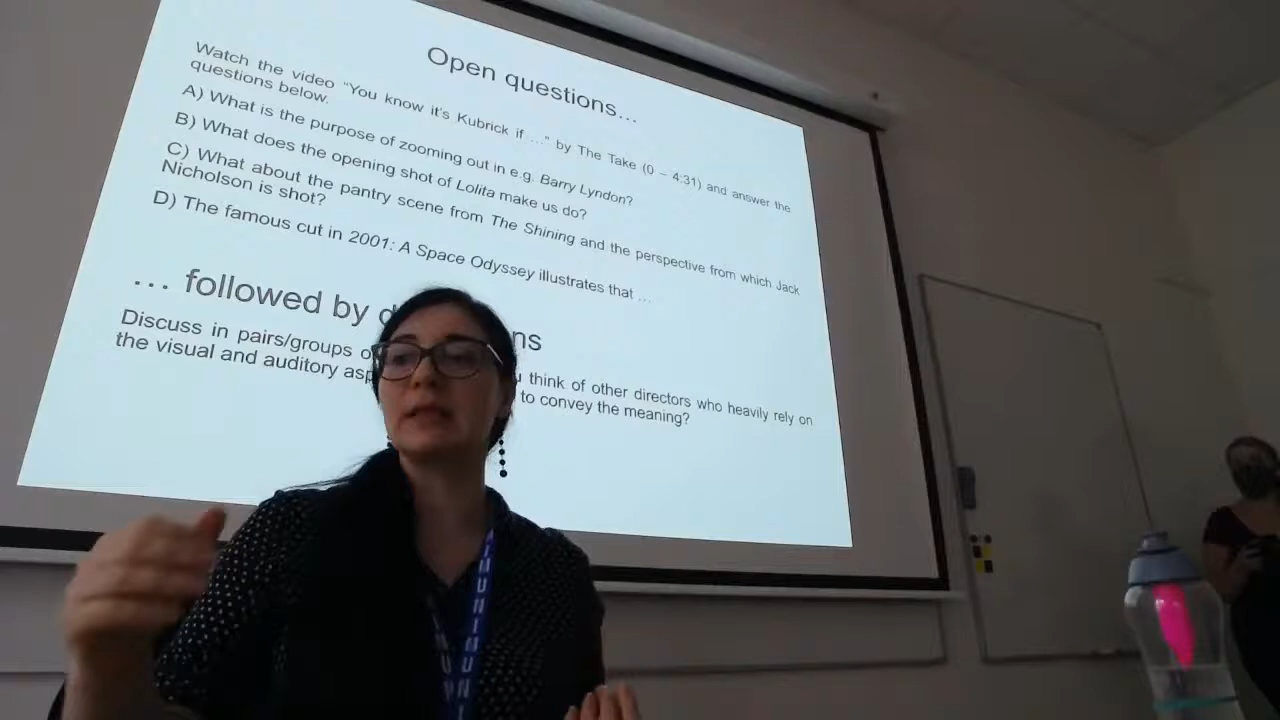 Open questions…
Watch the video “You know it’s Kubrick if …” by The Take (0 – 4:31) and answer the
questions below.
A) What is the purpose of zooming out in e.g. Barry Lyndon?
B) What does the opening shot of Lolita make us do?
C) What about the pantry scene from The Shining and the perspective from which Jack
Nicholson is shot?
D) The famous cut in 2001: A Space Odyssey illustrates that …
… followed by
Discuss in pairs/groups think of other directors who heavily rely on
the visual and auditory to convey the meaning?
MUNI